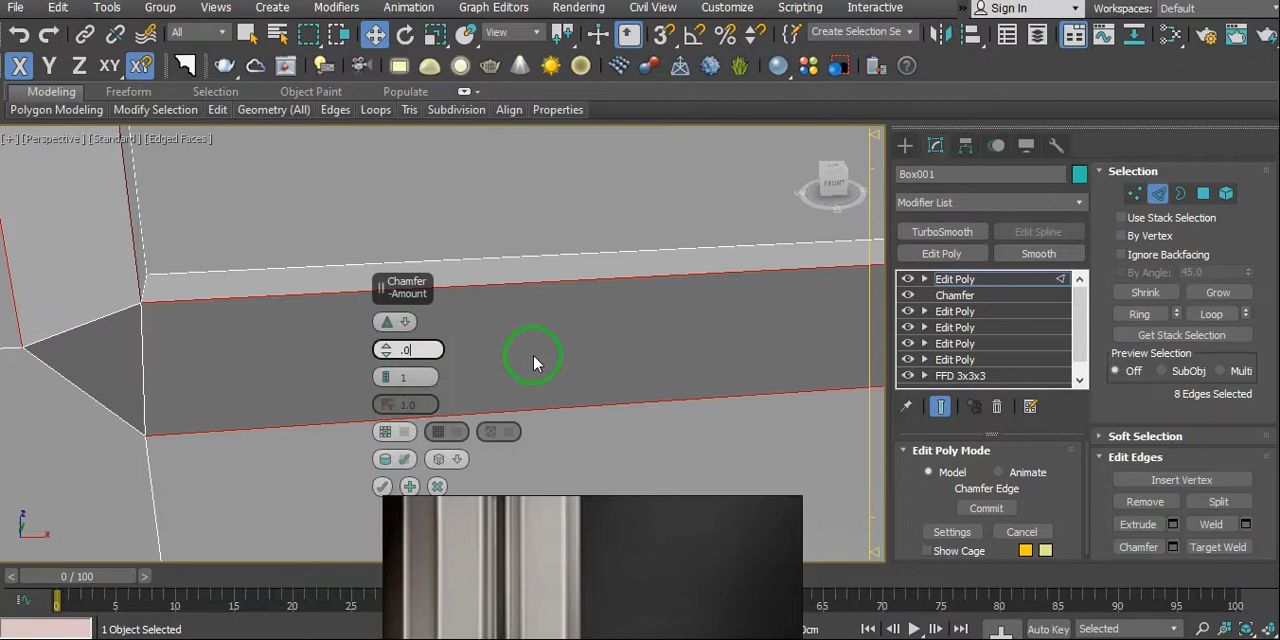 File Edit Tools Group Views Create Modifiers Animation Graph Editors Rendering Civil View Customize Scripting Interactive » Sign In Workspaces: Default
All View Create Selection Se
X Y Z XY
Modeling Freeform Selection Object Paint Populate
Polygon Modeling Modify Selection Edit Geometry (All) Edges Loops Tris Subdivision Align Properties
[+] [Perspective] [Standard] [Edged Faces]
FRONT
Chamfer
-Amount
.0
1
1.0
z
x
Box001
Modifier List
TurboSmooth Edit Spline
Edit Poly Smooth
Edit Poly
Chamfer
Edit Poly
Edit Poly
Edit Poly
Edit Poly
FFD 3x3x3
Edit Poly Mode
Model Animate
Chamfer Edge
Commit
Settings Cancel
Show Cage
Selection
Use Stack Selection
By Vertex
Ignore Backfacing
By Angle: 45.0
Shrink Grow
Ring Loop
Get Stack Selection
Preview Selection
Off SubObj Multi
8 Edges Selected
Soft Selection
Edit Edges
Insert Vertex
Remove Split
Extrude Weld
Chamfer Target Weld
< 0 / 100 >
0 5 10 15 20 25 65 70 75 80 85 90 95 100
1 Object Selected 0cm Auto Key Selected